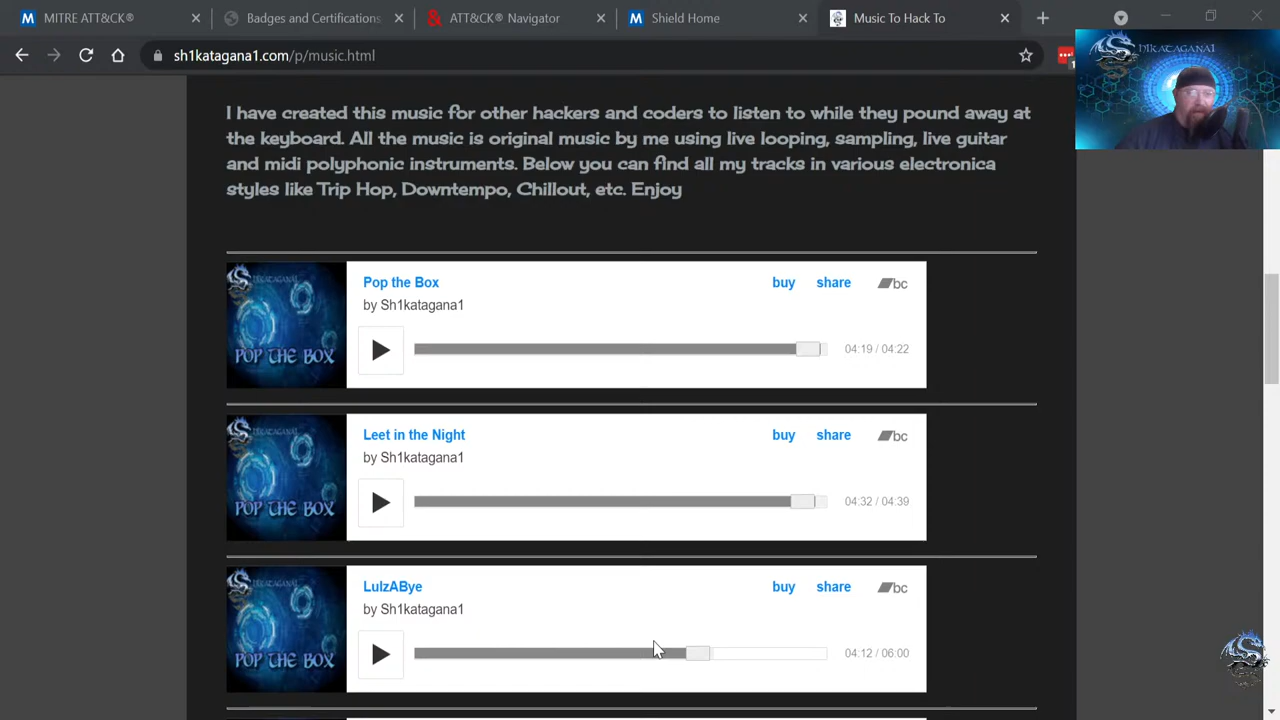 MITRE ATT&CK®
Badges and Certifications
ATT&CK® Navigator
Shield Home
Music To Hack To
sh1katagana1.com/p/music.html
SH1KATAGANA1
I have created this music for other hackers and coders to listen to while they pound away at
the keyboard. All the music is original music by me using live looping, sampling, live guitar
and midi polyphonic instruments. Below you can find all my tracks in various electronica
styles like Trip Hop, Downtempo, Chillout, etc. Enjoy
Pop the Box
buy share bc
by Sh1katagana1
04:19 / 04:22
SH1KATAGANA1
POP THE BOX
Leet in the Night
buy share bc
by Sh1katagana1
04:32 / 04:39
SH1KATAGANA1
POP THE BOX
LulzABye
buy share bc
by Sh1katagana1
04:12 / 06:00
SH1KATAGANA1
POP THE BOX